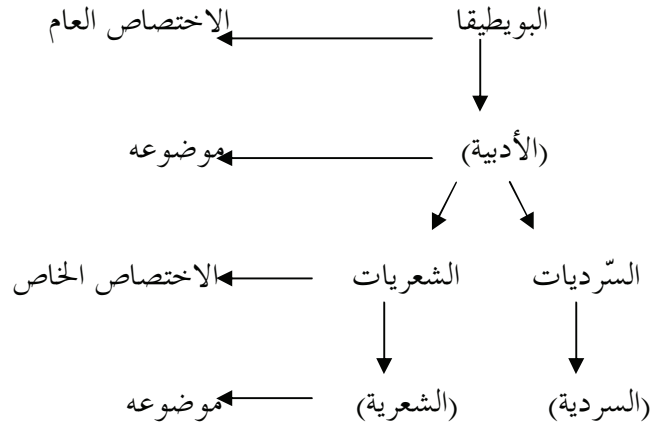 البويطيقا الاختصاص العام
(الأدبية) موضوعه
السّرديات الشعريات الاختصاص الخاص
(السردية) (الشعرية) موضوعه